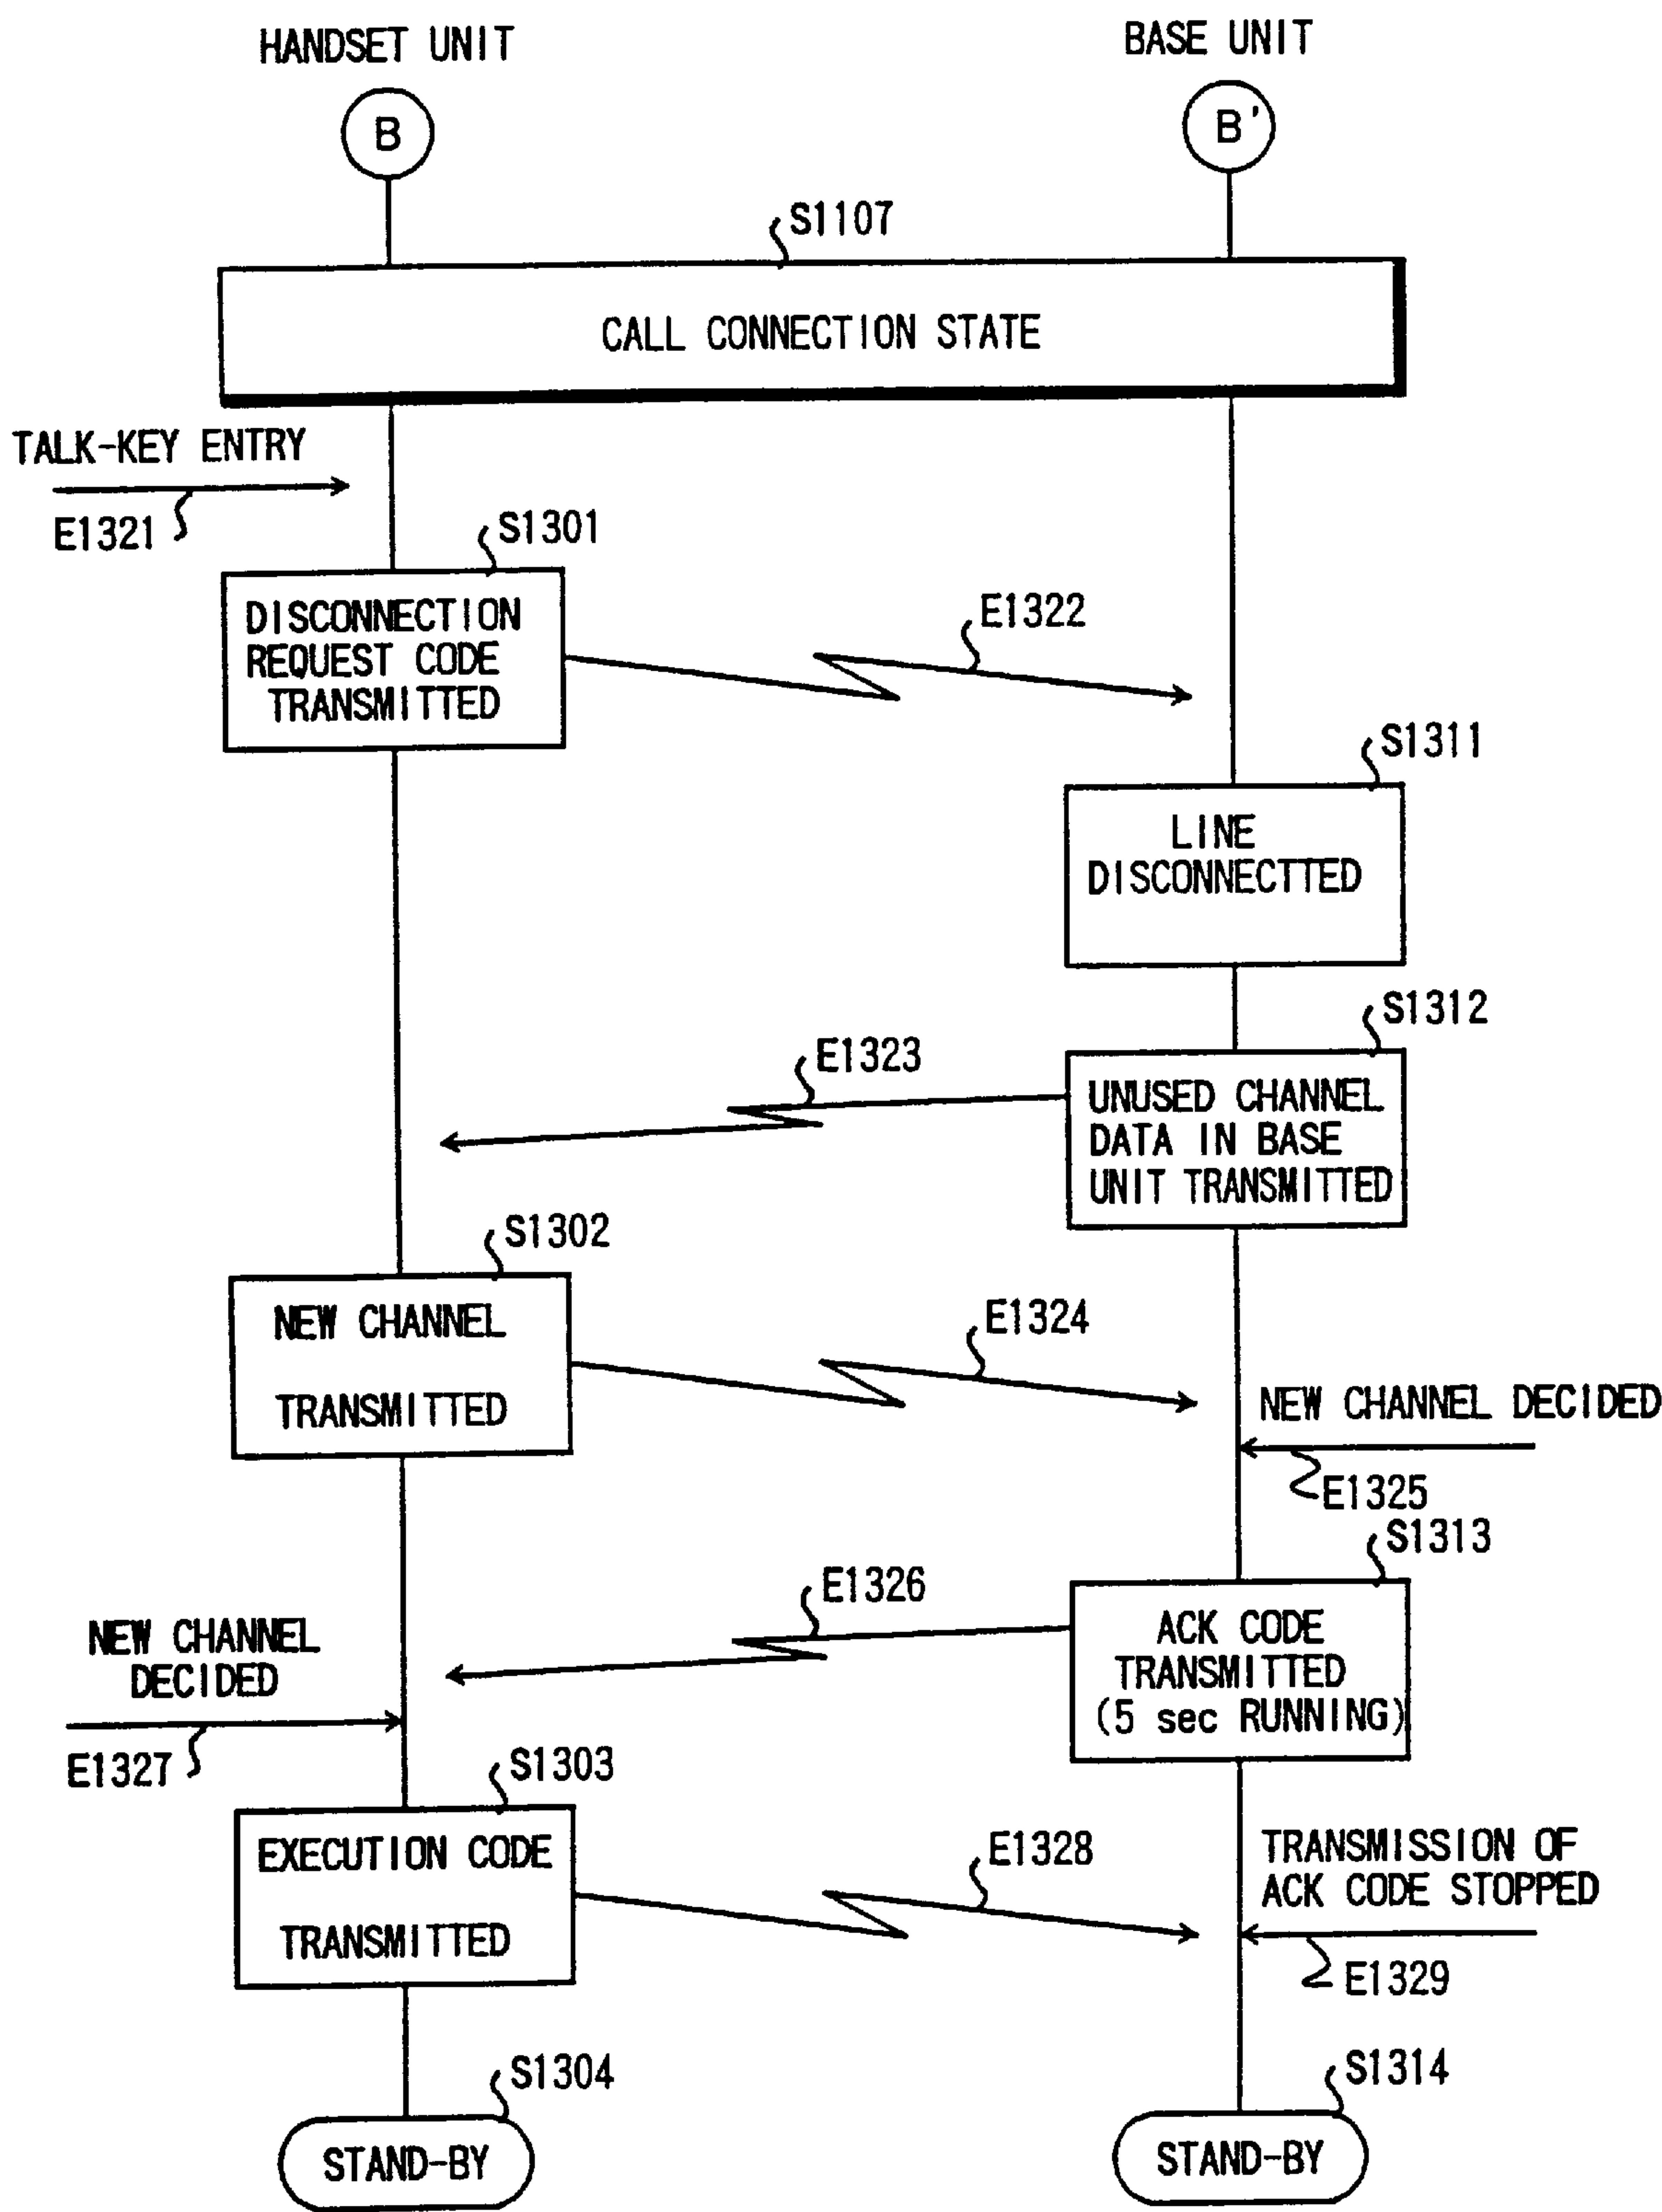 HANDSET UNIT
BASE UNIT
B
B'
S1107
CALL CONNECTION STATE
TALK-KEY ENTRY
E1321
S1301
DISCONNECTION
REQUEST CODE
TRANSMITTED
E1322
S1311
LINE
DISCONNECTTED
S1312
E1323
UNUSED CHANNEL
DATA IN BASE
UNIT TRANSMITTED
S1302
NEW CHANNEL
TRANSMITTED
E1324
NEW CHANNEL DECIDED
E1325
S1313
E1326
ACK CODE
TRANSMITTED
(5 sec RUNNING)
NEW CHANNEL
DECIDED
E1327
S1303
EXECUTION CODE
TRANSMITTED
E1328
TRANSMISSION OF
ACK CODE STOPPED
E1329
S1304
STAND-BY
S1314
STAND-BY